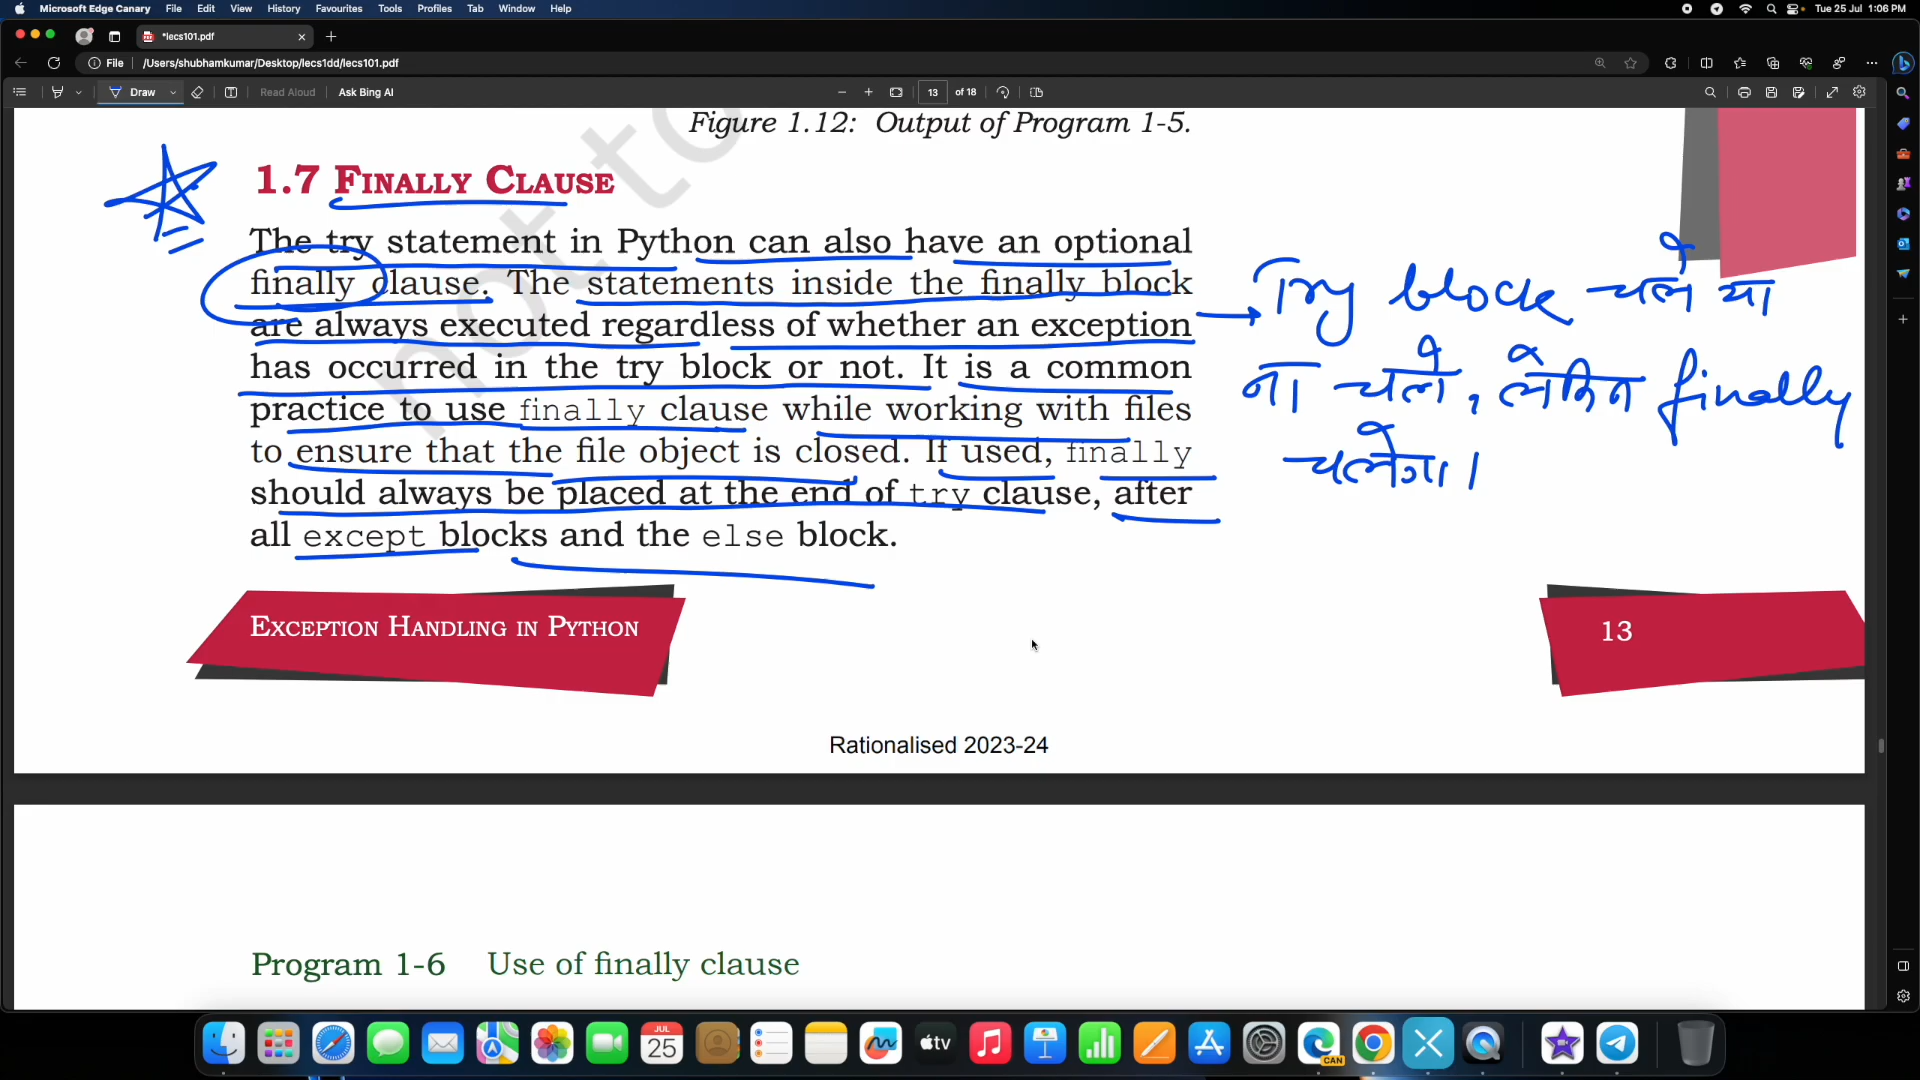 Microsoft Edge Canary File Edit View History Favourites Tools Profiles Tab Window Help Tue 25 Jul 1:06 PM
*lecs101.pdf
File /Users/shubhamkumar/Desktop/lecs1dd/lecs101.pdf
Draw Read Aloud Ask Bing AI 13 of 18
not to
Figure 1.12: Output of Program 1-5.
1.7 FINALLY CLAUSE
The try statement in Python can also have an optional
finally clause. The statements inside the finally block
are always executed regardless of whether an exception
has occurred in the try block or not. It is a common
practice to use finally clause while working with files
to ensure that the file object is closed. If used, finally
should always be placed at the end of try clause, after
all except blocks and the else block.
Try block चले या
ना चले, लेकिन finally
चलेगा।
EXCEPTION HANDLING IN PYTHON
13
Rationalised 2023-24
Program 1-6 Use of finally clause
JUL
25
tv
CAN